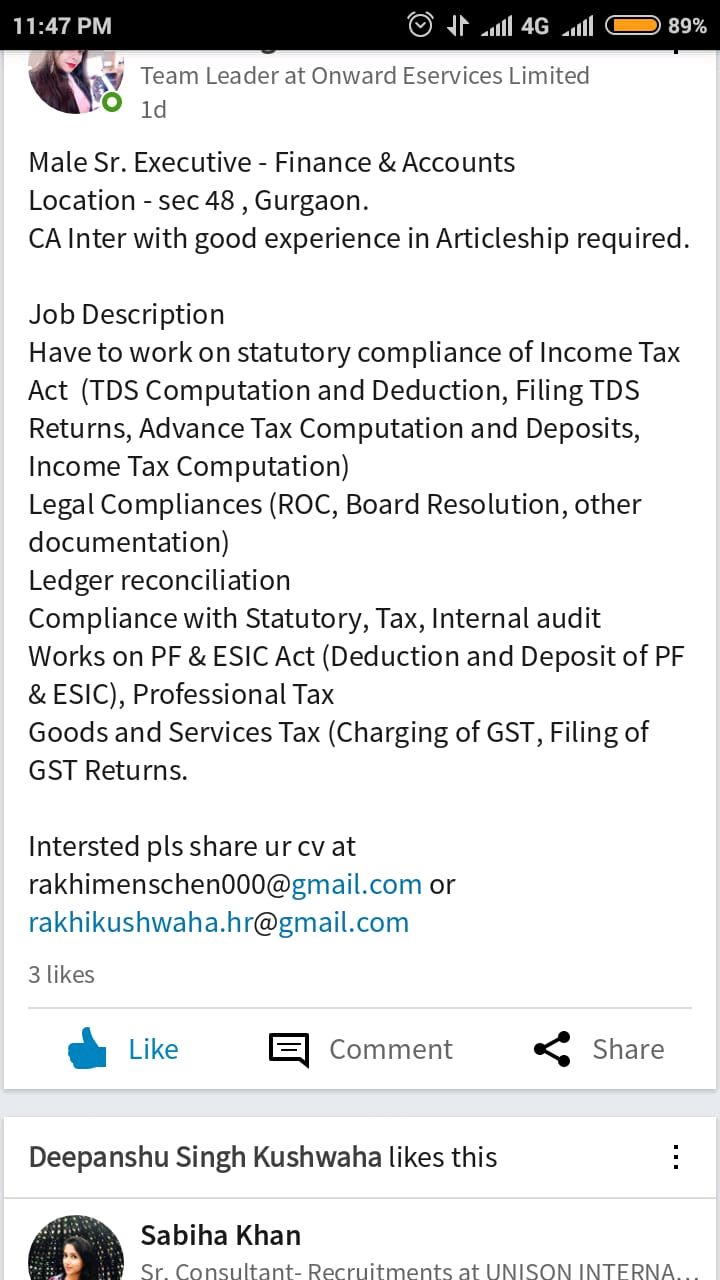 11:47 PM 4G 89%
Team Leader at Onward Eservices Limited
1d
Male Sr. Executive - Finance & Accounts
Location - sec 48 , Gurgaon.
CA Inter with good experience in Articleship required.
Job Description
Have to work on statutory compliance of Income Tax
Act  (TDS Computation and Deduction, Filing TDS
Returns, Advance Tax Computation and Deposits,
Income Tax Computation)
Legal Compliances (ROC, Board Resolution, other
documentation)
Ledger reconciliation
Compliance with Statutory, Tax, Internal audit
Works on PF & ESIC Act (Deduction and Deposit of PF
& ESIC), Professional Tax
Goods and Services Tax (Charging of GST, Filing of
GST Returns.
Intersted pls share ur cv at
rakhimenschen000@gmail.com or
rakhikushwaha.hr@gmail.com
3 likes
Like Comment Share
Deepanshu Singh Kushwaha likes this
Sabiha Khan
Sr. Consultant- Recruitments at UNISON INTERNA...